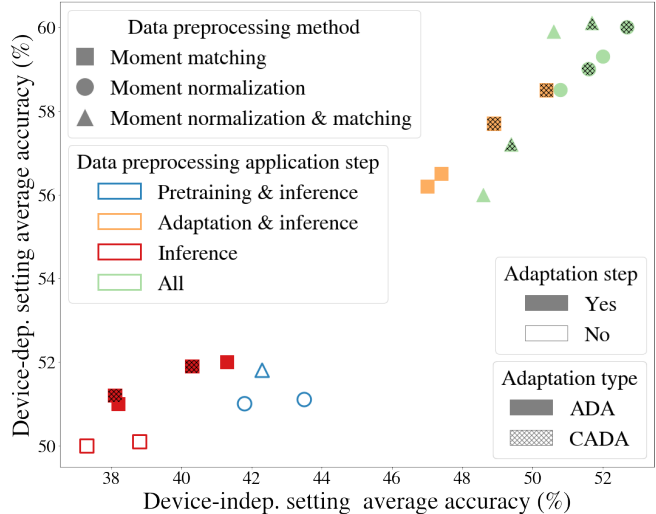 Data preprocessing method
Moment matching
Moment normalization
Moment normalization & matching
Data preprocessing application step
Pretraining & inference
Adaptation & inference
Inference
All
Adaptation step
Yes
No
Adaptation type
ADA
CADA
Device-dep. setting average accuracy (%)
60
58
56
54
52
50
38 40 42 44 46 48 50 52
Device-indep. setting average accuracy (%)